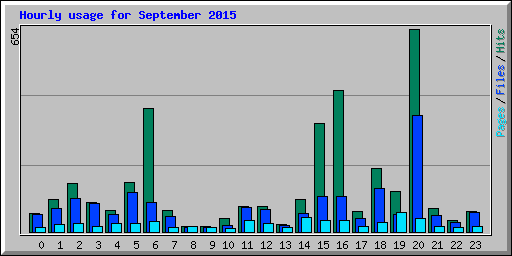 Hourly usage for September 2015
654
Pages/Files/Hits
0 1 2 3 4 5 6 7 8 9 10 11 12 13 14 15 16 17 18 19 20 21 22 23